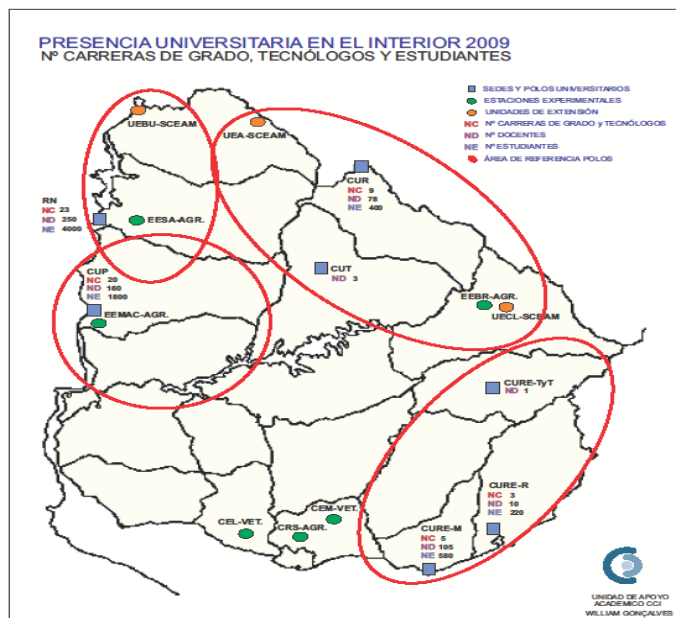 PRESENCIA UNIVERSITARIA EN EL INTERIOR 2009
Nº CARRERAS DE GRADO, TECNÓLOGOS Y ESTUDIANTES
SEDES Y POLOS UNIVERSITARIOS
ESTACIONES EXPERIMENTALES
UNIDADES DE EXTENSIÓN
NC Nº CARRERAS DE GRADO y TECNÓLOGOS
ND Nº DOCENTES
NE Nº ESTUDIANTES
ÁREA DE REFERENCIA POLOS
UEBU-SCEAM
UEA-SCEAM
CUR
NC 9
ND 78
NE 400
RN
NC 23
ND 250
NE 4000
EESA-AGR.
CUT
ND 3
CUP
NC 20
ND 160
NE 1800
EEMAC-AGR.
EEBR-AGR.
UECL-SCEAM
CURE-TyT
ND 1
CURE-R
NC 3
ND 10
NE 220
CEL-VET.
CEM-VET.
CRS-AGR.
CURE-M
NC 5
ND 105
NE 580
UNIDAD DE APOYO
ACADEMICO CCI
WILLIAM GONÇALVES